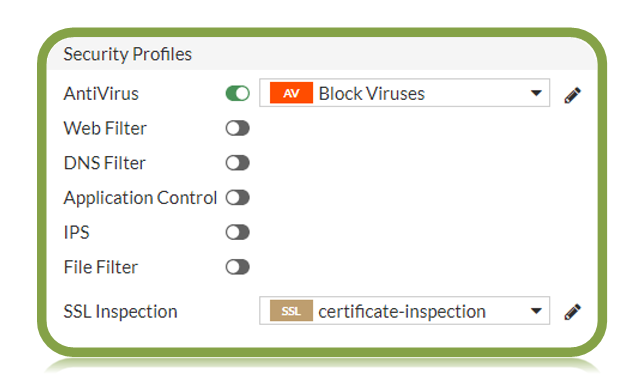 Security Profiles
AntiVirus AV Block Viruses
Web Filter
DNS Filter
Application Control
IPS
File Filter
SSL Inspection SSL certificate-inspection